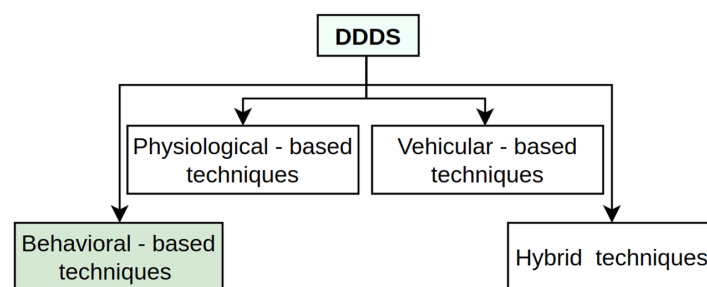 DDDS
Physiological - based
techniques
Vehicular - based
techniques
Behavioral - based
techniques
Hybrid techniques